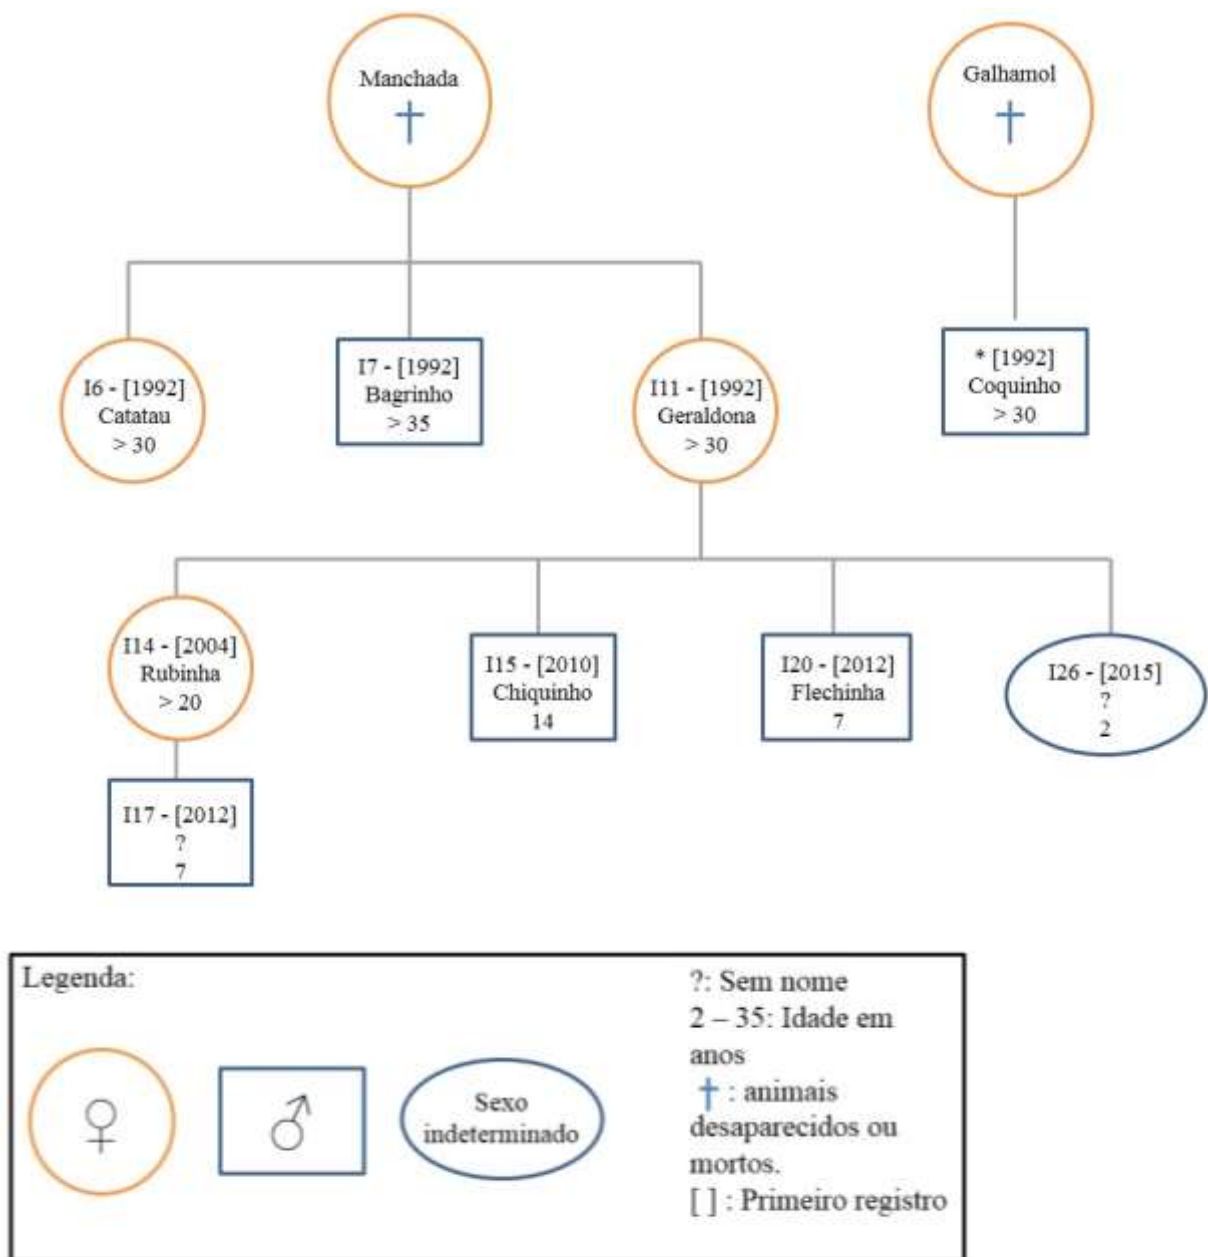 Manchada
†
Galhamol
†
I6 - [1992]
Catatau
> 30
I7 - [1992]
Bagrinho
> 35
I11 - [1992]
Geraldona
> 30
* [1992]
Coquinho
> 30
I14 - [2004]
Rubinha
> 20
I15 - [2010]
Chiquinho
14
I20 - [2012]
Flechinha
7
I26 - [2015]
?
2
I17 - [2012]
?
7
Legenda:
♀
♂
Sexo
indeterminado
?: Sem nome
2 – 35: Idade em
anos
† : animais
desaparecidos ou
mortos.
[ ] : Primeiro registro